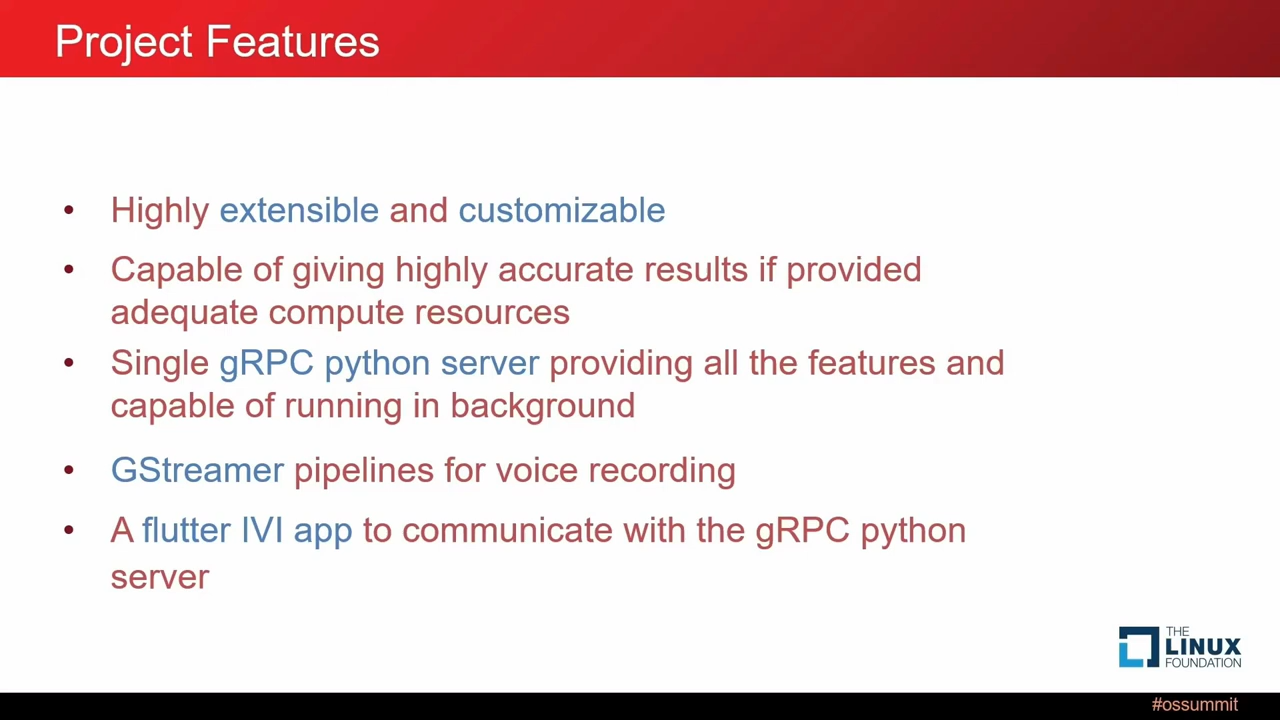 Project Features
• Highly extensible and customizable
• Capable of giving highly accurate results if provided
adequate compute resources
• Single gRPC python server providing all the features and
capable of running in background
• GStreamer pipelines for voice recording
• A flutter IVI app to communicate with the gRPC python
server
THE
LINUX
FOUNDATION
#ossummit